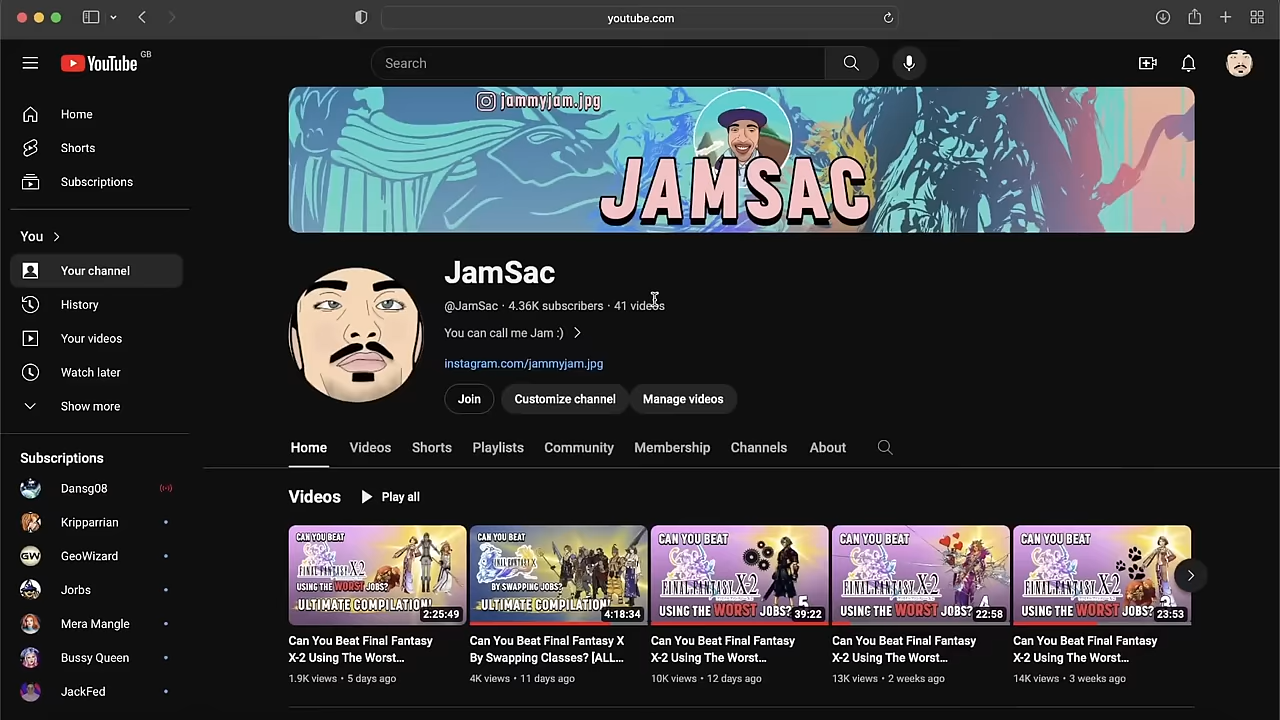 youtube.com
YouTube GB
Search
Home
Shorts
Subscriptions
You
Your channel
History
Your videos
Watch later
Show more
Subscriptions
Dansg08
Kripparrian
GW
GeoWizard
Jorbs
Mera Mangle
Bussy Queen
JackFed
jammyjam.jpg
JAMSAC
JamSac
@JamSac · 4.36K subscribers · 41 videos
You can call me Jam :)
instagram.com/jammyjam.jpg
Join Customize channel Manage videos
Home Videos Shorts Playlists Community Membership Channels About
Videos Play all
CAN YOU BEAT
FINAL FANTASY X-2
USING THE WORST JOBS?
ULTIMATE COMPILATION!
2:25:49
Can You Beat Final Fantasy
X-2 Using The Worst...
1.9K views · 5 days ago
CAN YOU BEAT
FINAL FANTASY X
BY SWAPPING JOBS?
ULTIMATE COMPILATION!
4:18:34
Can You Beat Final Fantasy X
By Swapping Classes? [ALL...
4K views · 11 days ago
CAN YOU BEAT
FINAL FANTASY X-2
USING THE WORST JOBS?
5
39:22
Can You Beat Final Fantasy
X-2 Using The Worst...
10K views · 12 days ago
CAN YOU BEAT
FINAL FANTASY X-2
USING THE WORST JOBS?
4
22:58
Can You Beat Final Fantasy
X-2 Using The Worst...
13K views · 2 weeks ago
CAN YOU BEAT
FINAL FANTASY X-2
USING THE WORST JOBS?
23:53
Can You Beat Final Fantasy
X-2 Using The Worst...
14K views · 3 weeks ago